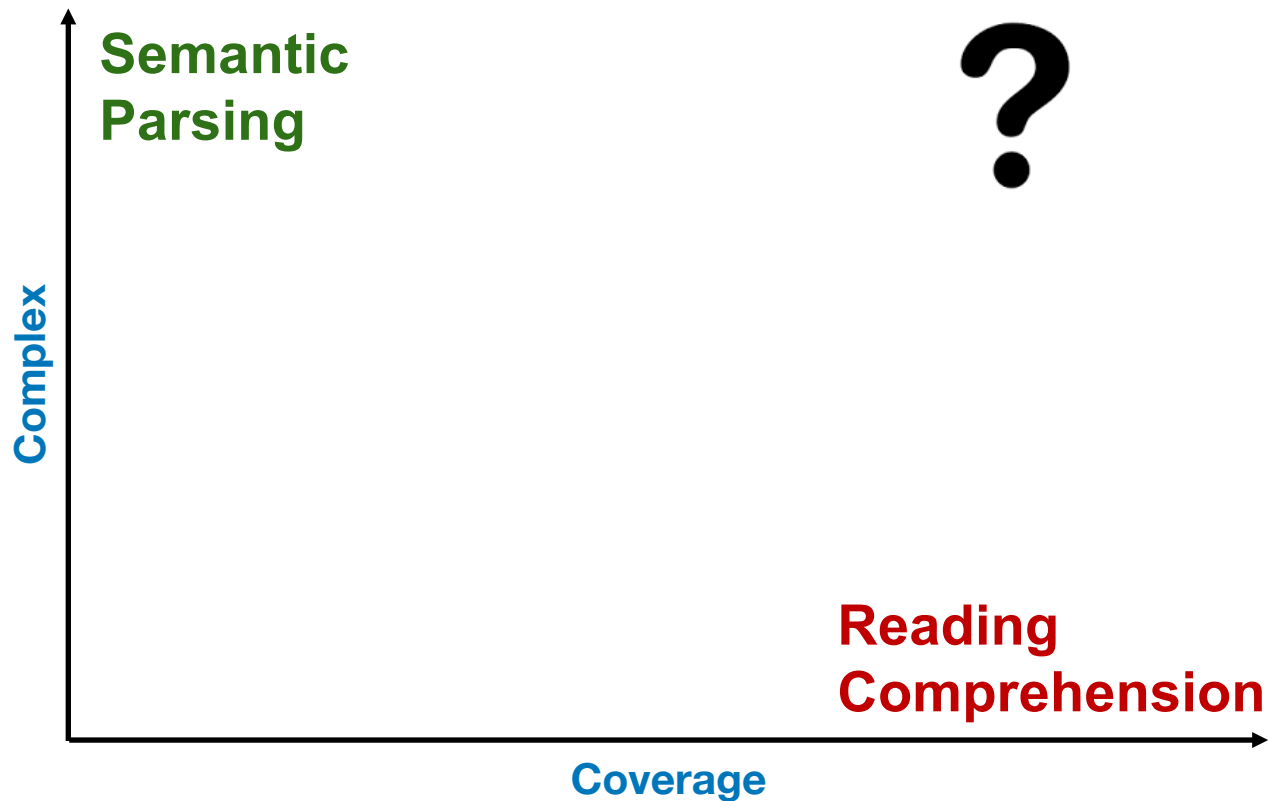 Semantic
Parsing
?
Complex
Reading
Comprehension
Coverage